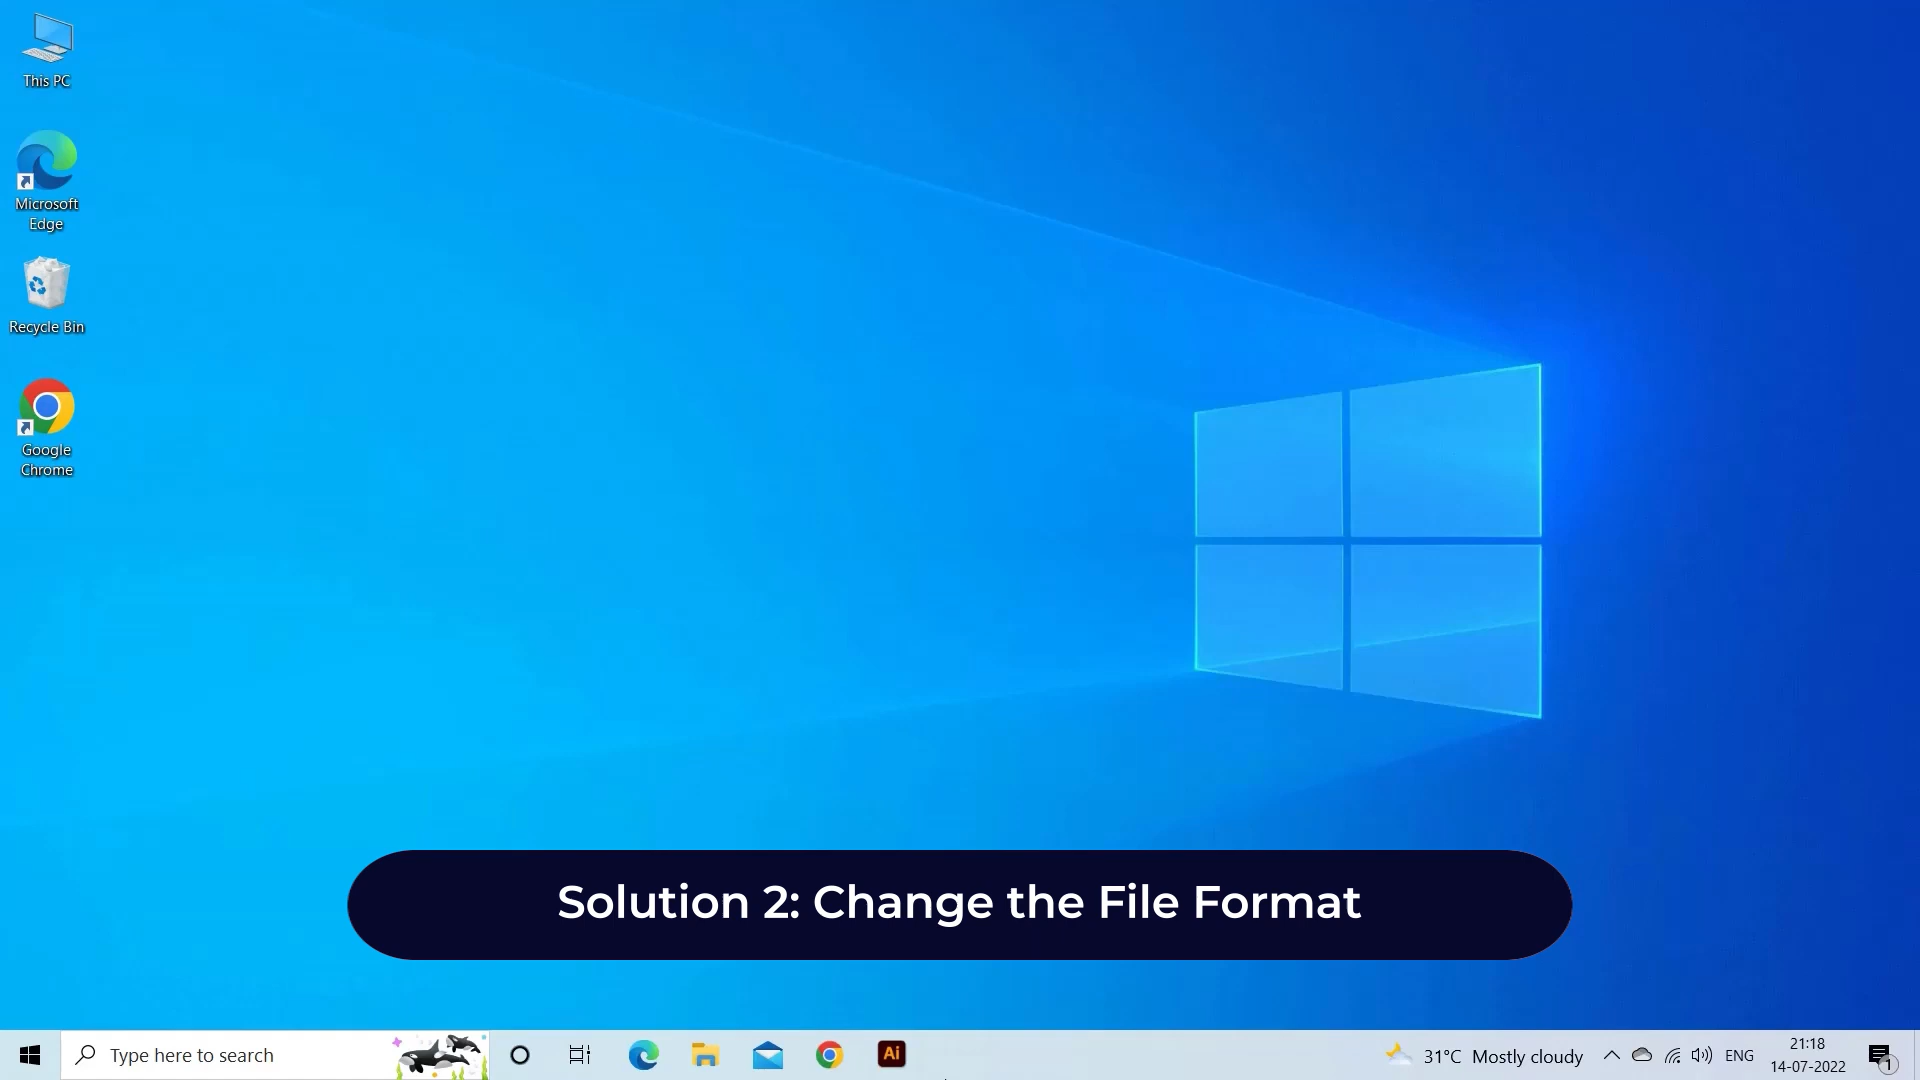 This PC
Microsoft
Edge
Recycle Bin
Google
Chrome
Solution 2: Change the File Format
Type here to search
Ai
31°C Mostly cloudy
ENG
21:18
14-07-2022
1